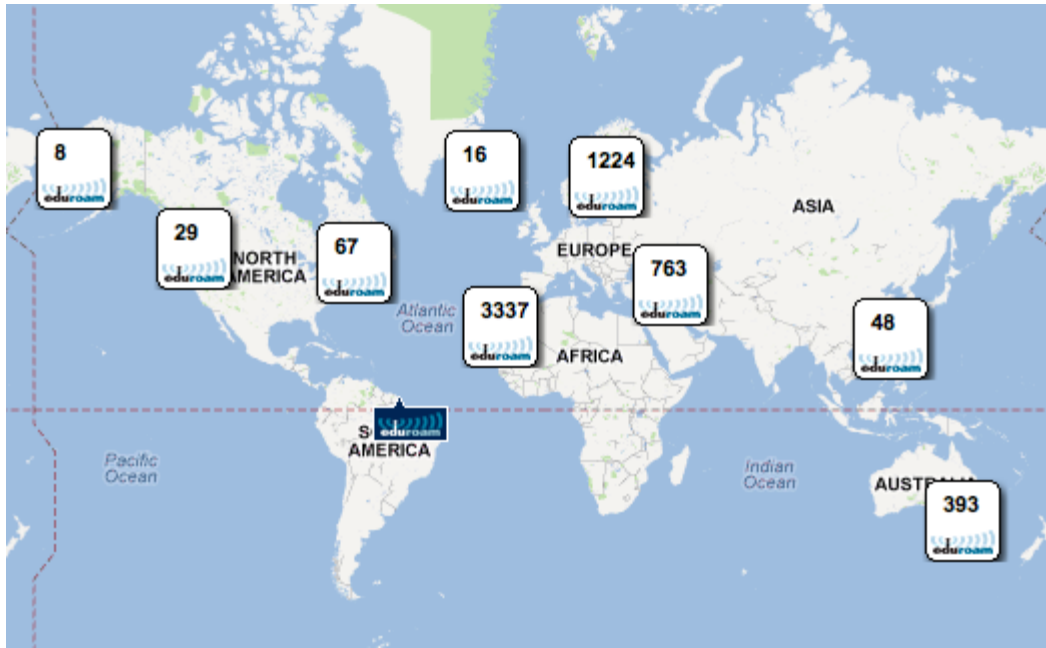 8
eduroam
16
eduroam
1224
eduroam
ASIA
29
eduroam
NORTH
AMERICA
67
eduroam
EUROPE
763
eduroam
Atlantic
Ocean
3337
eduroam
48
eduroam
AFRICA
eduroam
AMERICA
Pacific
Ocean
Indian
Ocean
393
eduroam